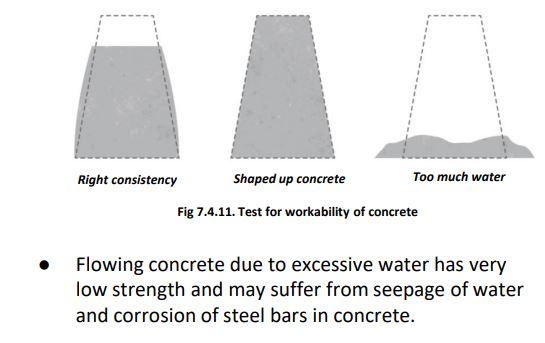 Right consistency
Shaped up concrete
Too much water
Fig 7.4.11. Test for workability of concrete
● Flowing concrete due to excessive water has very
low strength and may suffer from seepage of water
and corrosion of steel bars in concrete.